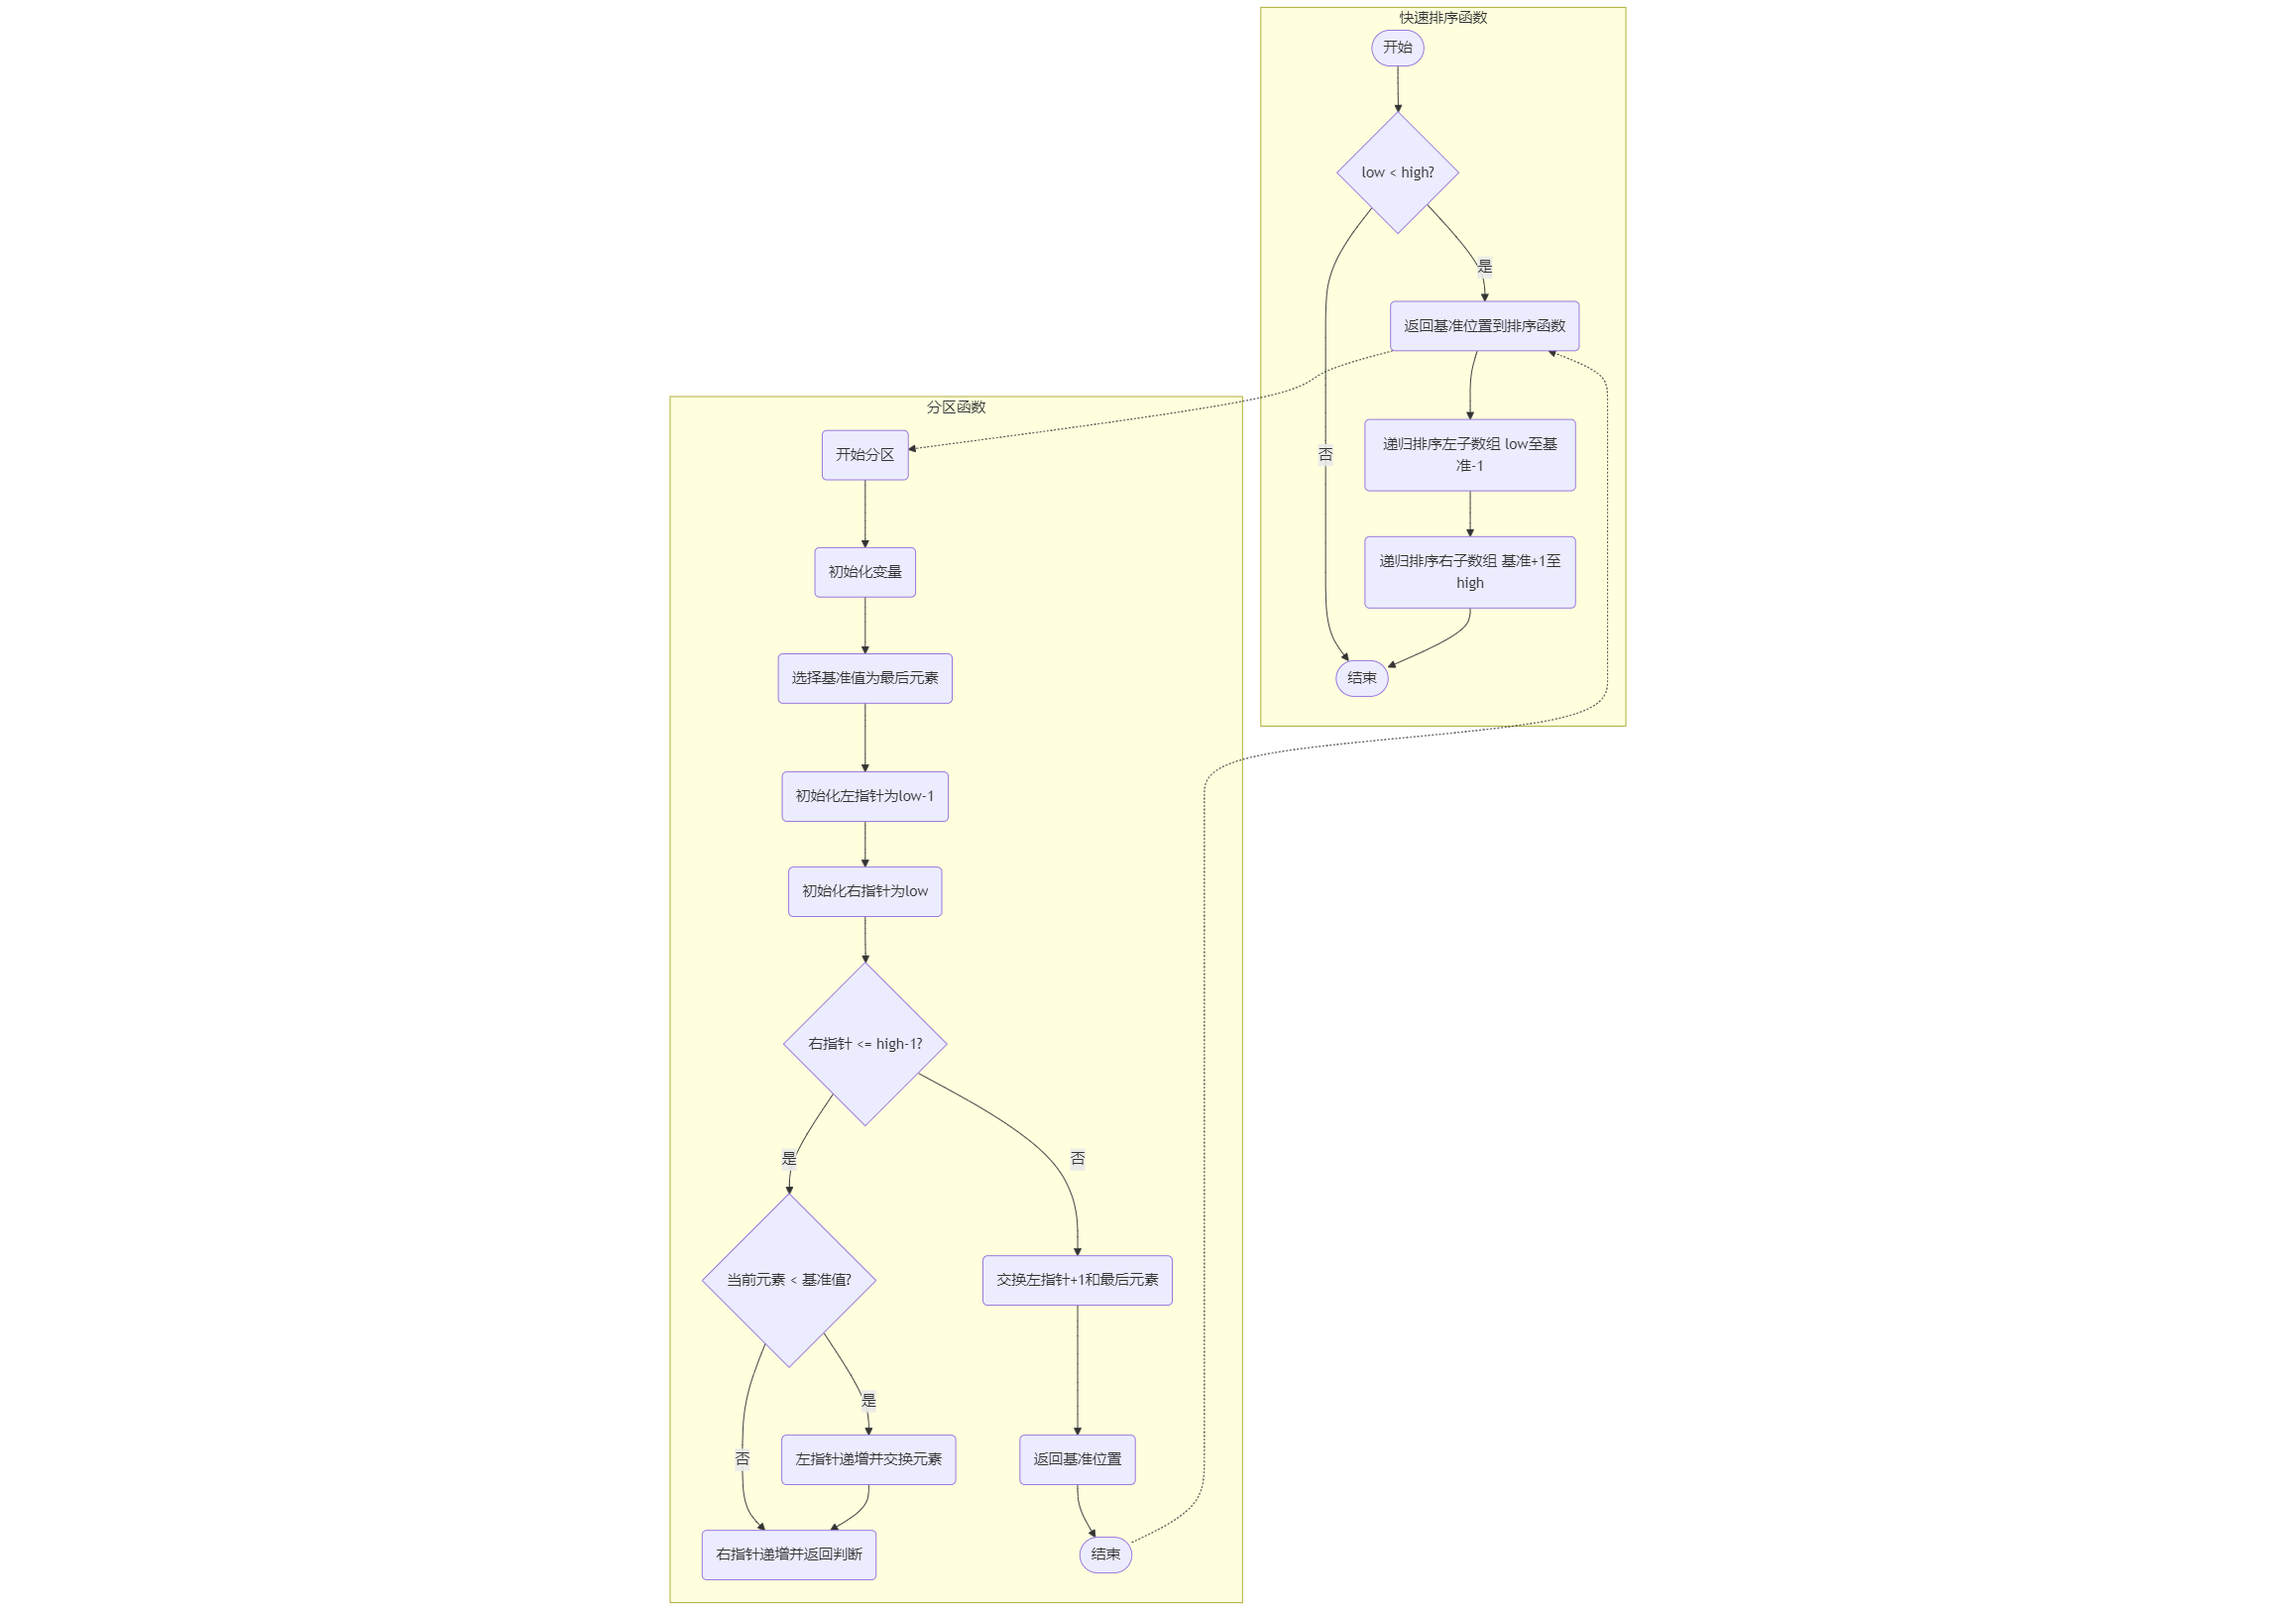 快速排序函数
开始
low < high?
是
否
返回基准位置到排序函数
递归排序左子数组 low至基
准-1
递归排序右子数组 基准+1至
high
结束
分区函数
开始分区
初始化变量
选择基准值为最后元素
初始化左指针为low-1
初始化右指针为low
右指针 <= high-1?
是
否
当前元素 < 基准值?
交换左指针+1和最后元素
是
否
左指针递增并交换元素
返回基准位置
右指针递增并返回判断
结束